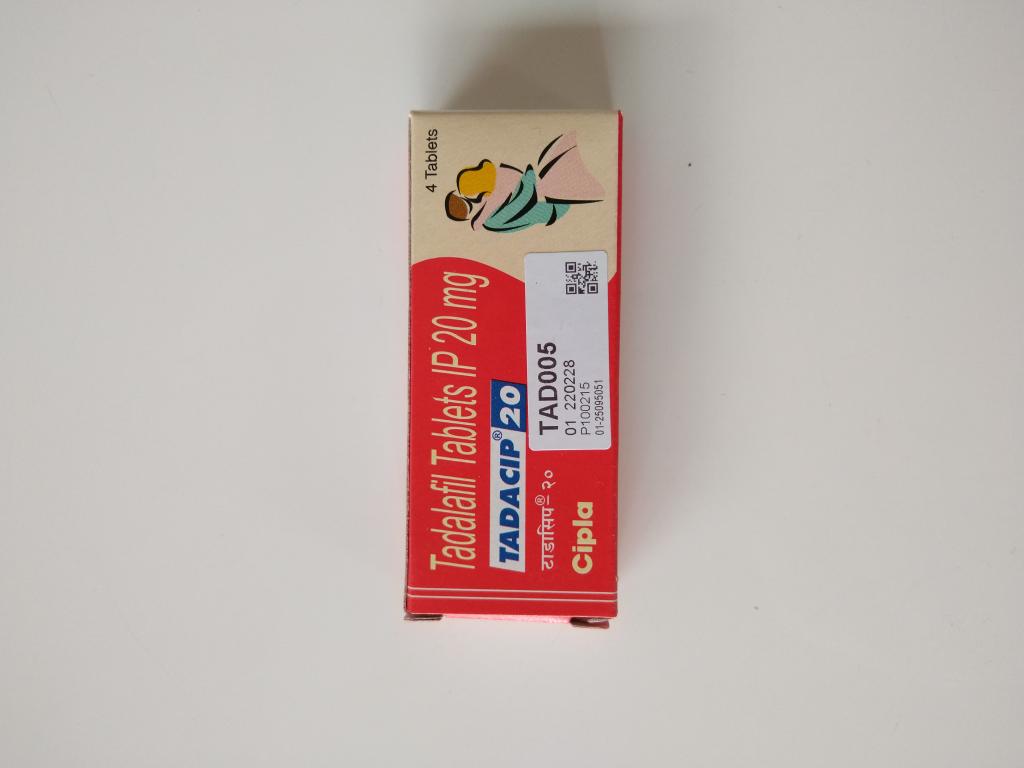 4 Tablets
Tadalafil Tablets IP 20 mg
TADACIP® 20
टाडासिप®– २०
Cipla
TAD005
01 220228
P100215
01-25095051